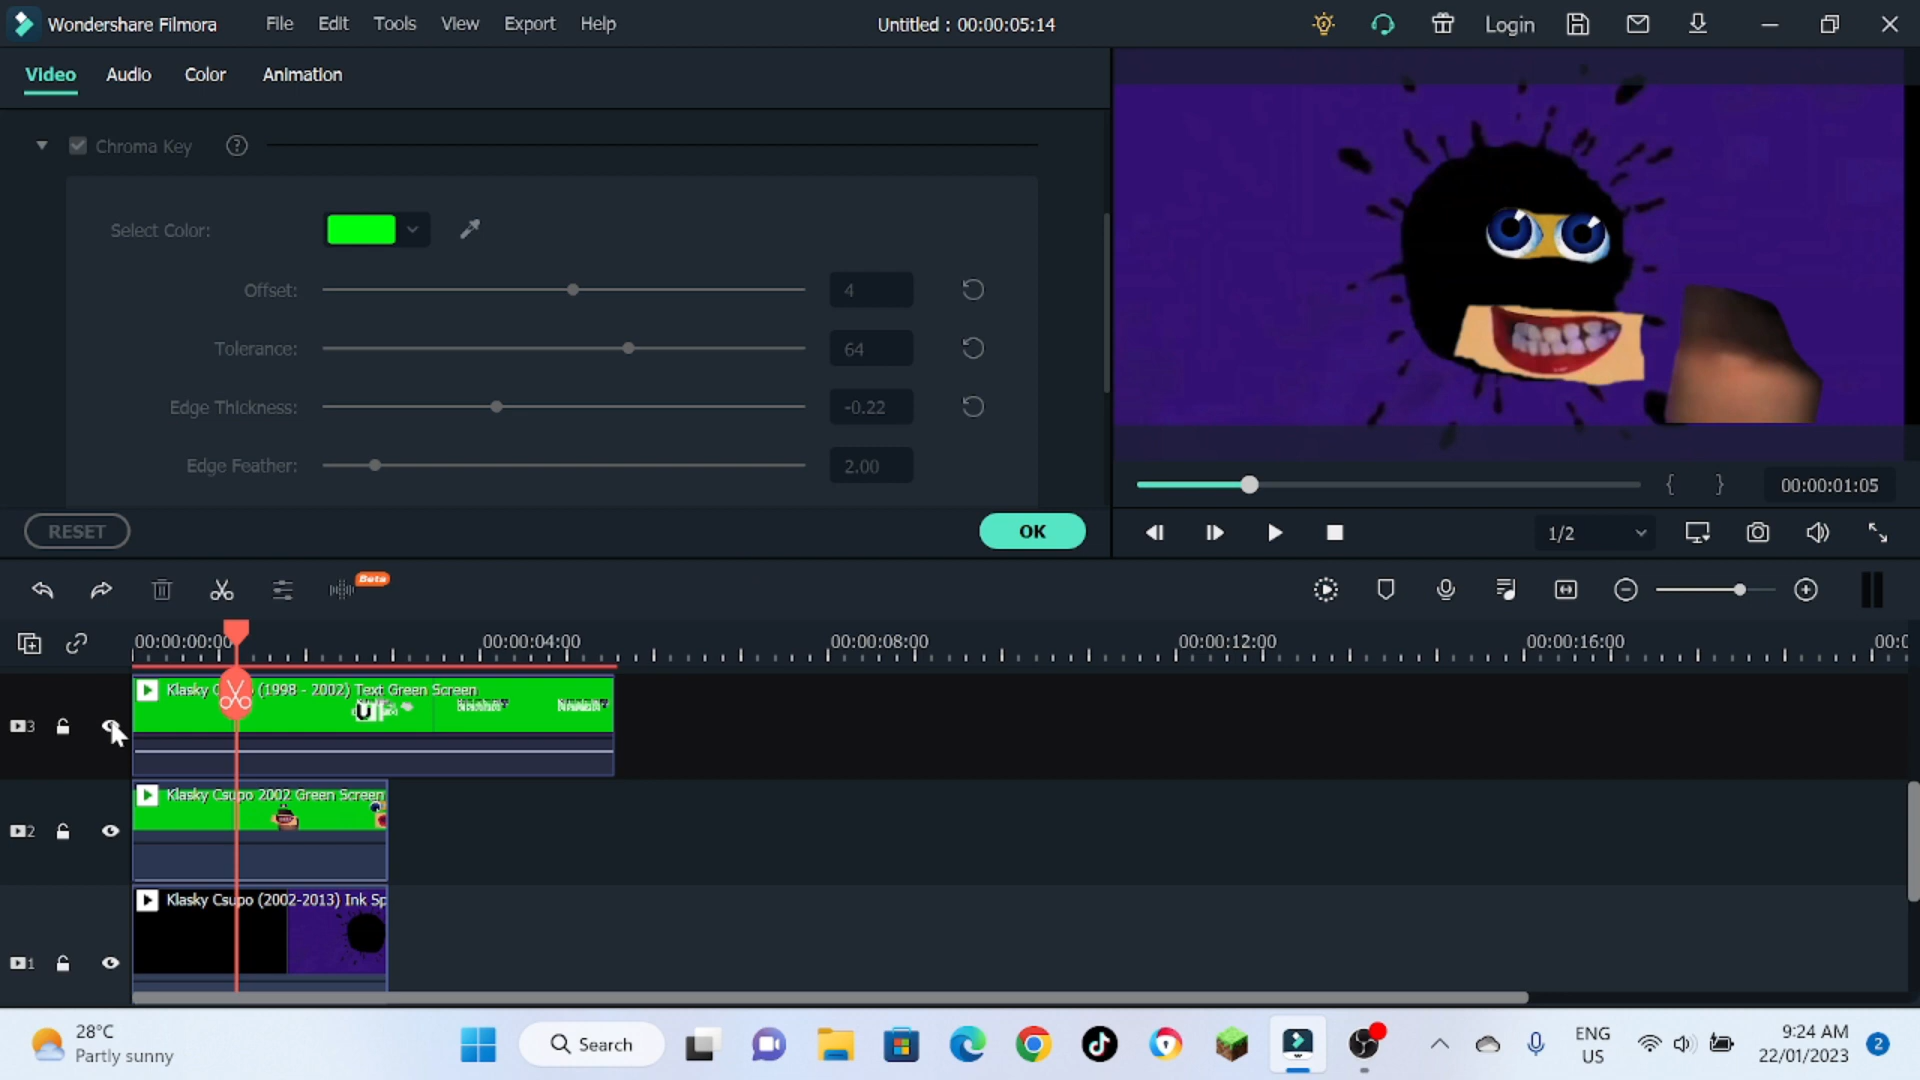 Wondershare Filmora File Edit Tools View Export Help Untitled : 00:00:05:14 Login
Video Audio Color Animation
Chroma Key
Select Color:
Offset: 4
Tolerance: 64
Edge Thickness: -0.22
Edge Feather: 2.00
RESET OK
00:00:01:05
1/2
Beta
00:00:00:00 00:00:04:00 00:00:08:00 00:00:12:00 00:00:16:00
Klasky (1998 - 2002) Text Green Screen
3
Klasky Csupo 2002 Green Screen
2
Klasky Csupo (2002-2013) Ink Sp
1
28°C
Partly sunny
Search
ENG
US
9:24 AM
22/01/2023
2